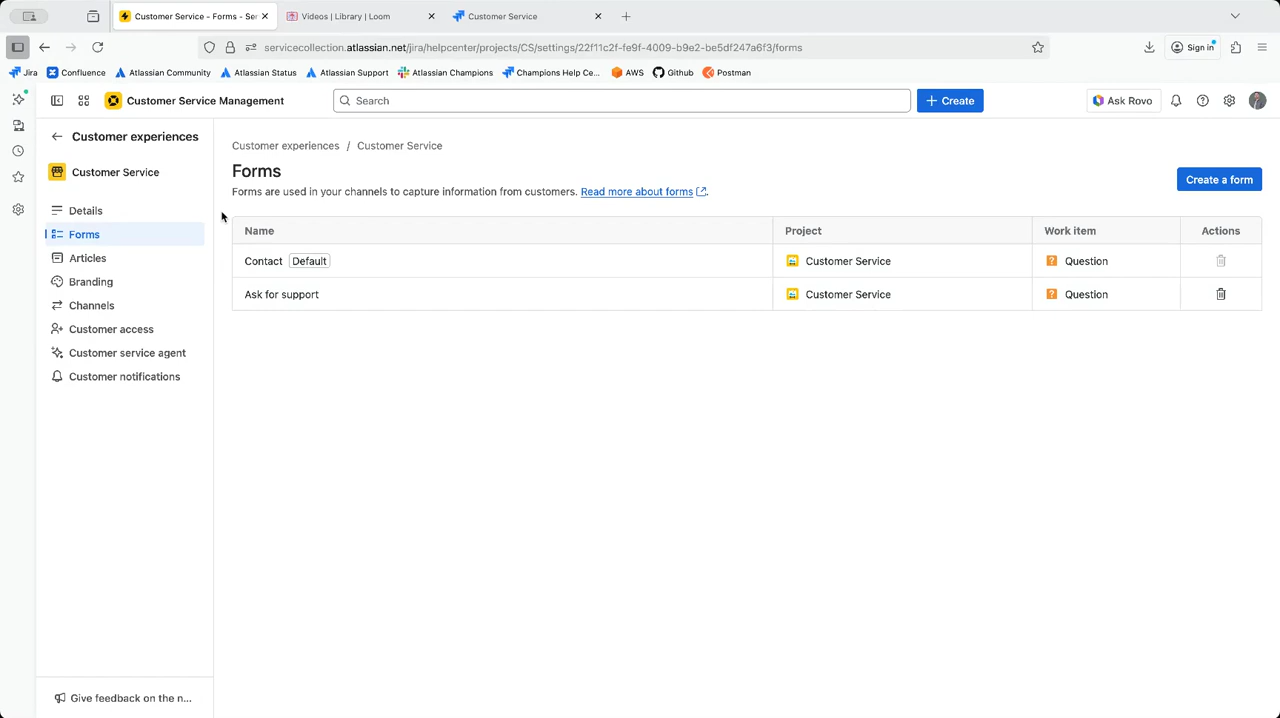 Customer Service - Forms - Ser
Videos | Library | Loom
Customer Service
servicecollection.atlassian.net/jira/helpcenter/projects/CS/settings/22f11c2f-fe9f-4009-b9e2-be5df247a6f3/forms
Sign in
Jira
Confluence
Atlassian Community
Atlassian Status
Atlassian Support
Atlassian Champions
Champions Help Ce...
AWS
Github
Postman
Customer Service Management
Search
Create
Ask Rovo
Customer experiences
Customer Service
Details
Forms
Articles
Branding
Channels
Customer access
Customer service agent
Customer notifications
Give feedback on the n...
Customer experiences / Customer Service
Forms
Forms are used in your channels to capture information from customers. Read more about forms.
Create a form
Name Project Work item Actions
Contact Default Customer Service Question
Ask for support Customer Service Question